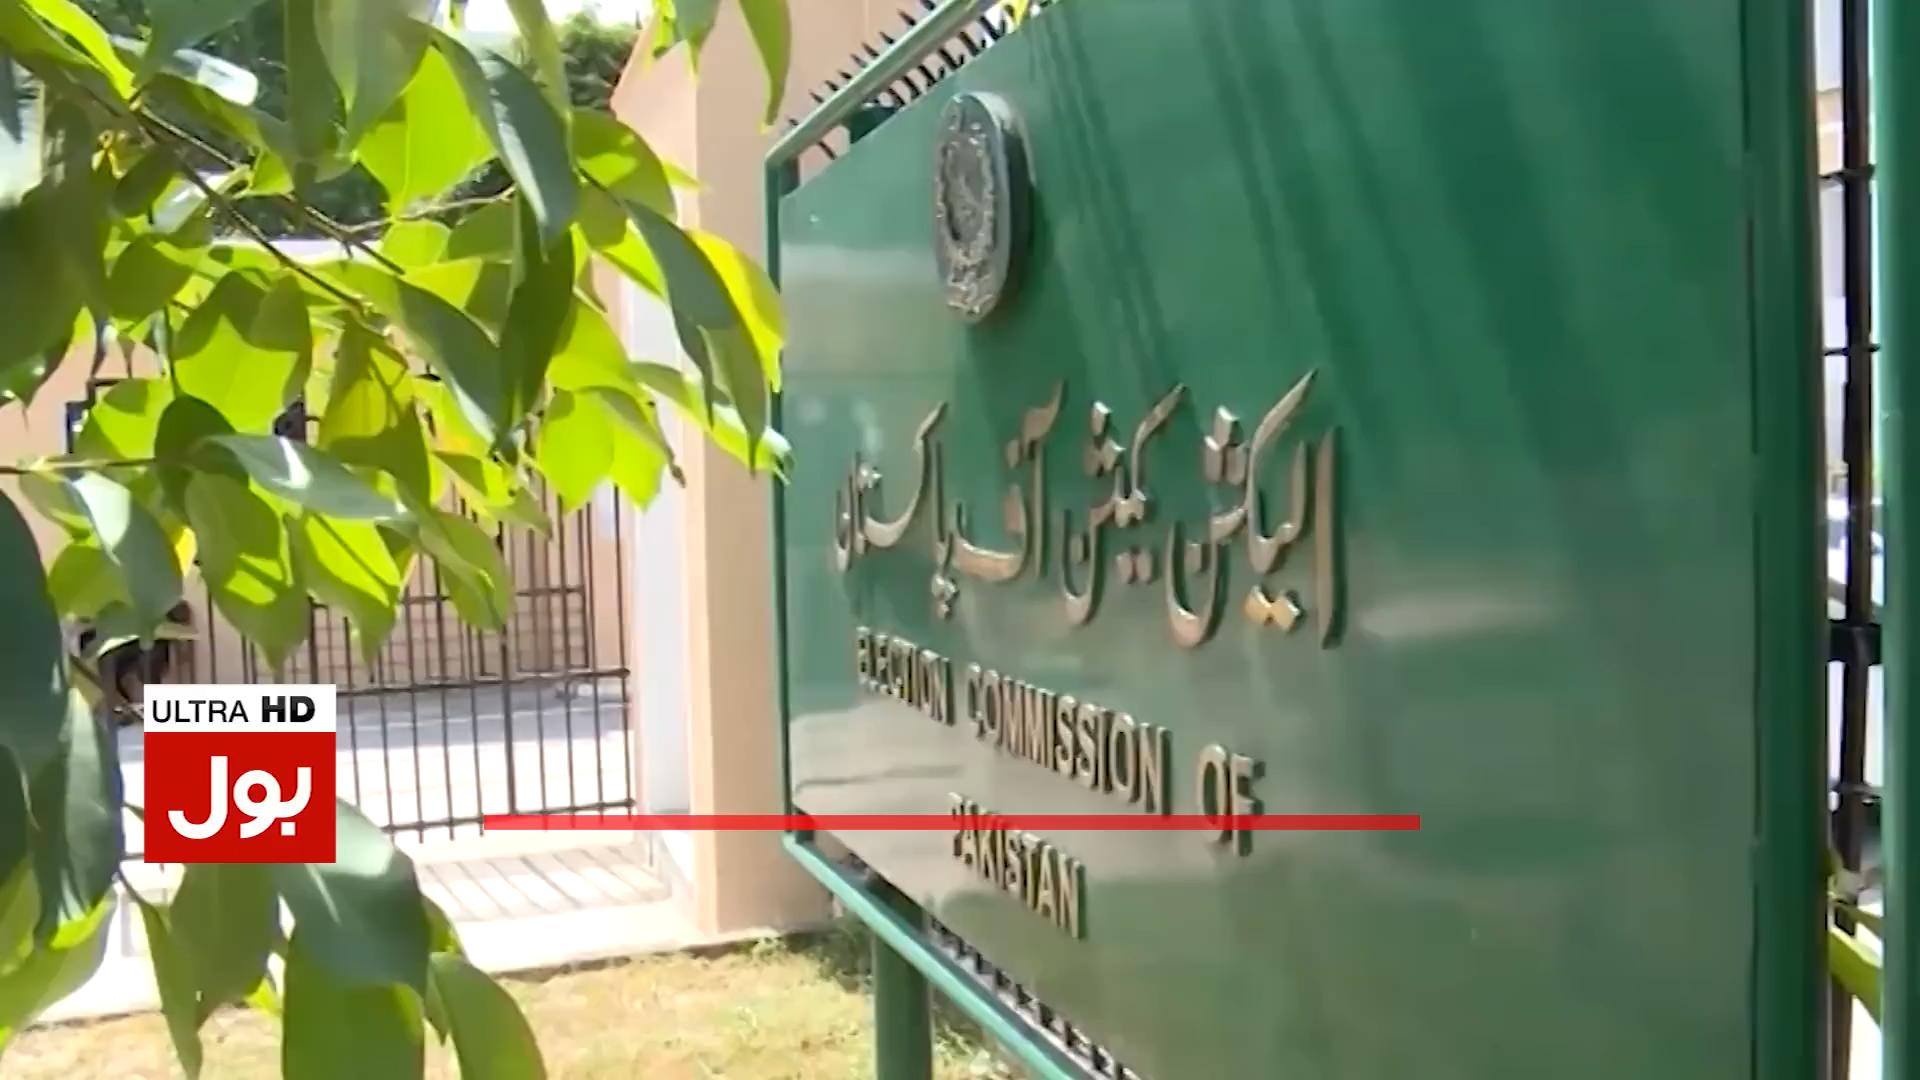 الیکشن کمیشن آف پاکستان
ELECTION COMMISSION OF
PAKISTAN
ULTRA HD
بول